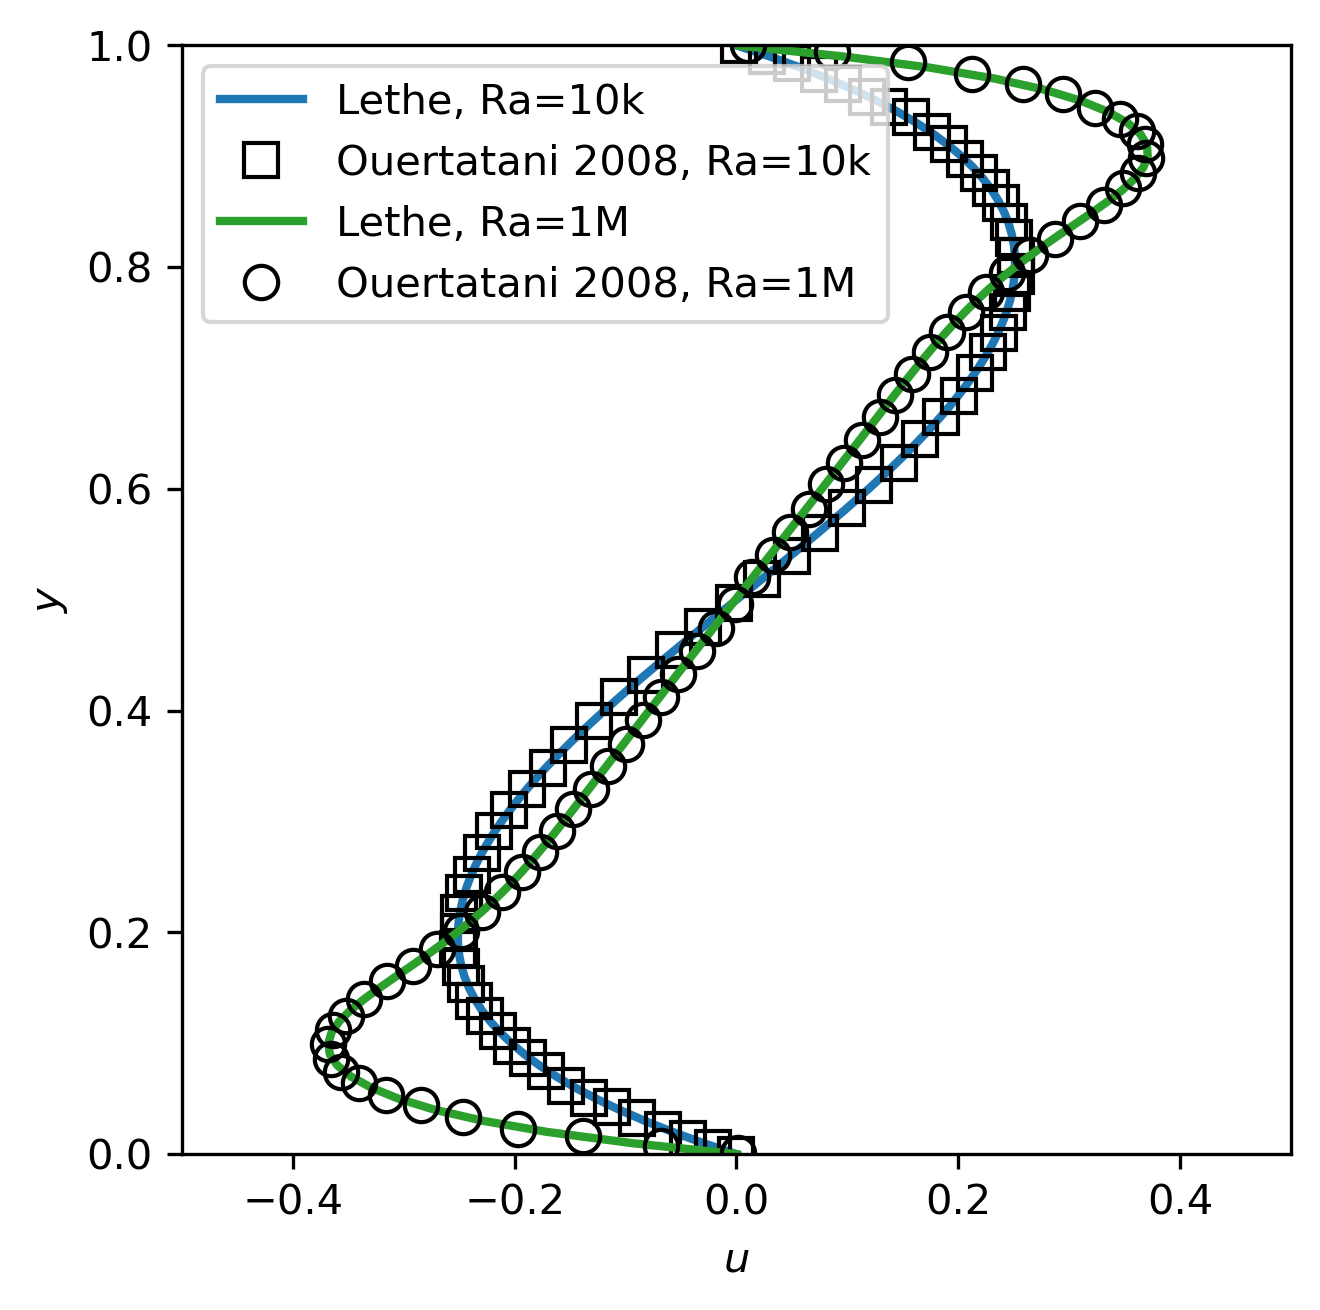 1.0
0.8
0.6
0.4
0.2
0.0
y
Lethe, Ra=10k
Ouertatani 2008, Ra=10k
Lethe, Ra=1M
Ouertatani 2008, Ra=1M
−0.4 −0.2 0.0 0.2 0.4
u